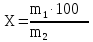 X = m₁· 100 / m₂